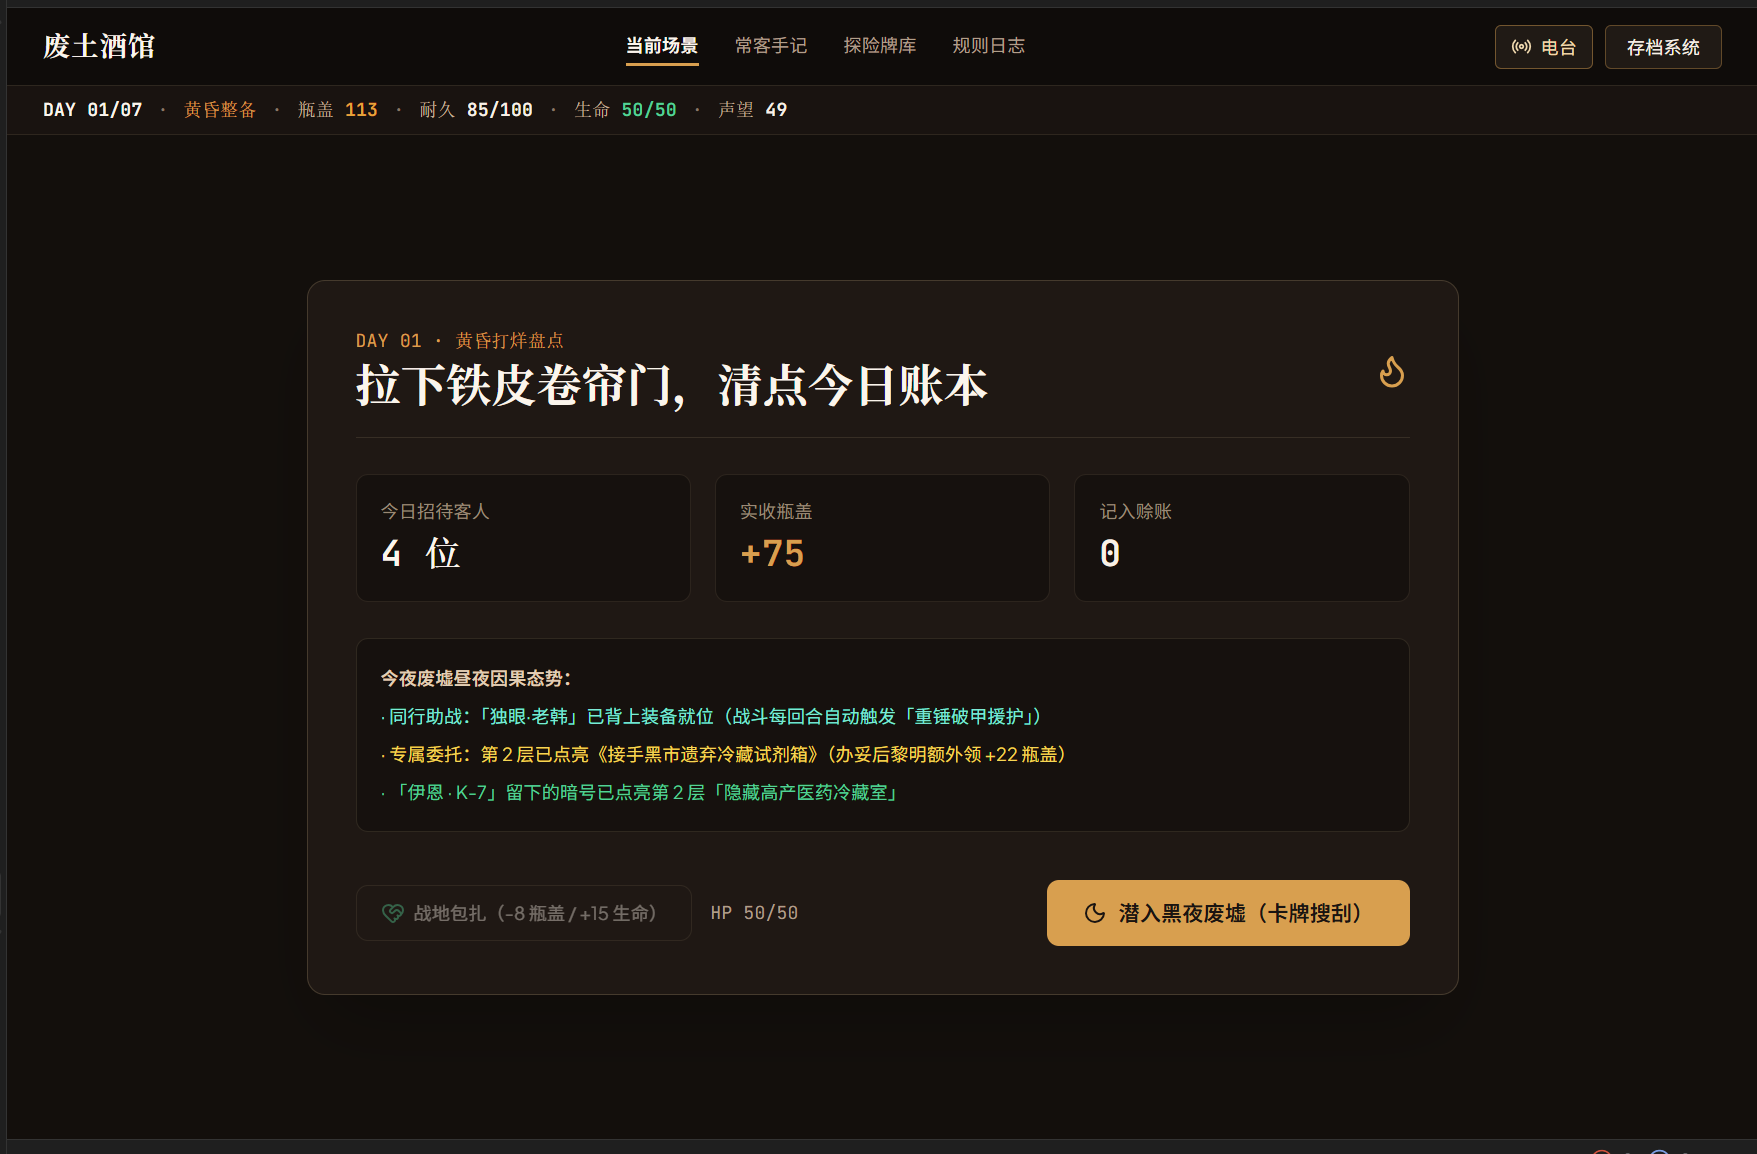 废土酒馆
当前场景 常客手记 探险牌库 规则日志
电台 存档系统
DAY 01/07 · 黄昏整备 · 瓶盖 113 · 耐久 85/100 · 生命 50/50 · 声望 49
DAY 01 · 黄昏打烊盘点
拉下铁皮卷帘门，清点今日账本
今日招待客人
4 位
实收瓶盖
+75
记入赊账
0
今夜废墟昼夜因果态势：
· 同行助战：「独眼·老韩」已背上装备就位（战斗每回合自动触发「重锤破甲援护」）
· 专属委托：第 2 层已点亮《接手黑市遗弃冷藏试剂箱》（办妥后黎明额外领 +22 瓶盖）
· 「伊恩 · K-7」留下的暗号已点亮第 2 层「隐藏高产医药冷藏室」
战地包扎（-8 瓶盖 / +15 生命） HP 50/50
潜入黑夜废墟（卡牌搜刮）